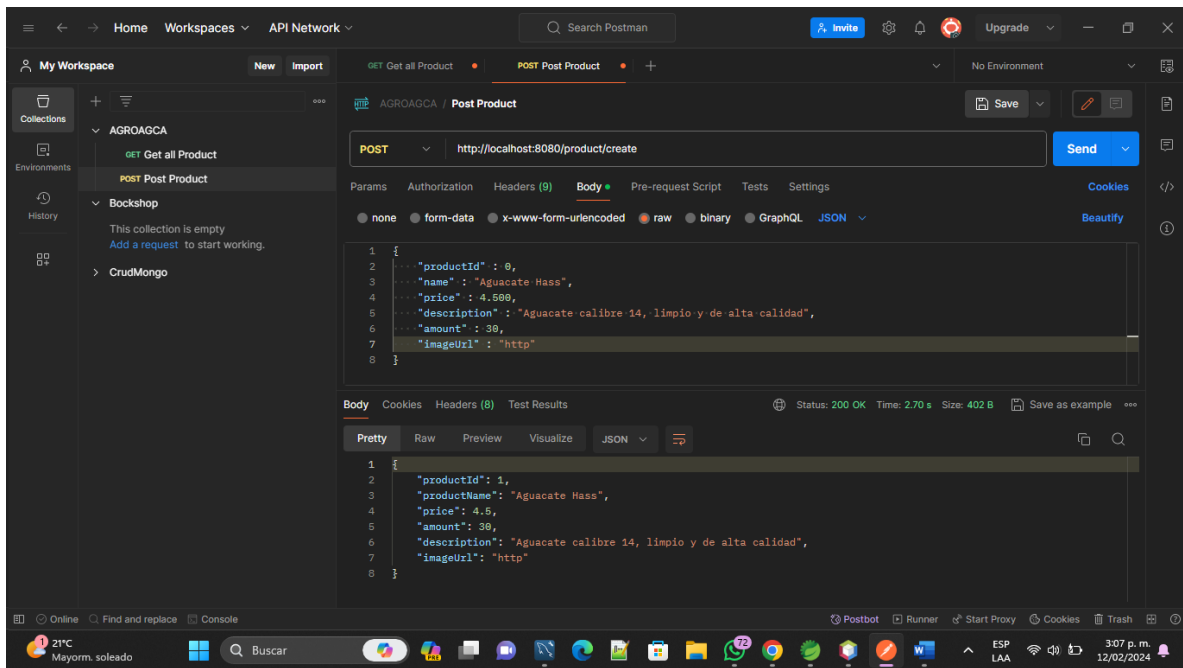 Home Workspaces API Network Search Postman Invite Upgrade
My Workspace New Import GET Get all Product POST Post Product No Environment
Collections
Environments
History
AGROAGCA
GET Get all Product
POST Post Product
Bockshop
This collection is empty
Add a request to start working.
CrudMongo
HTTP AGROAGCA / Post Product Save
POST http://localhost:8080/product/create Send
Params Authorization Headers (9) Body Pre-request Script Tests Settings Cookies
none form-data x-www-form-urlencoded raw binary GraphQL JSON Beautify
1 {
2 "productId" : 0,
3 "name" : "Aguacate Hass",
4 "price" : 4.500,
5 "description" : "Aguacate calibre 14, limpio y de alta calidad",
6 "amount" : 30,
7 "imageUrl" : "http"
8 }
Body Cookies Headers (8) Test Results Status: 200 OK Time: 2.70 s Size: 402 B Save as example
Pretty Raw Preview Visualize JSON
1 {
2 "productId": 1,
3 "productName": "Aguacate Hass",
4 "price": 4.5,
5 "amount": 30,
6 "description": "Aguacate calibre 14, limpio y de alta calidad",
7 "imageUrl": "http"
8 }
Online Find and replace Console Postbot Runner Start Proxy Cookies Trash
1 21°C
Mayorm. soleado
Buscar
PRE
72
W
ESP
LAA
3:07 p. m.
12/02/2024